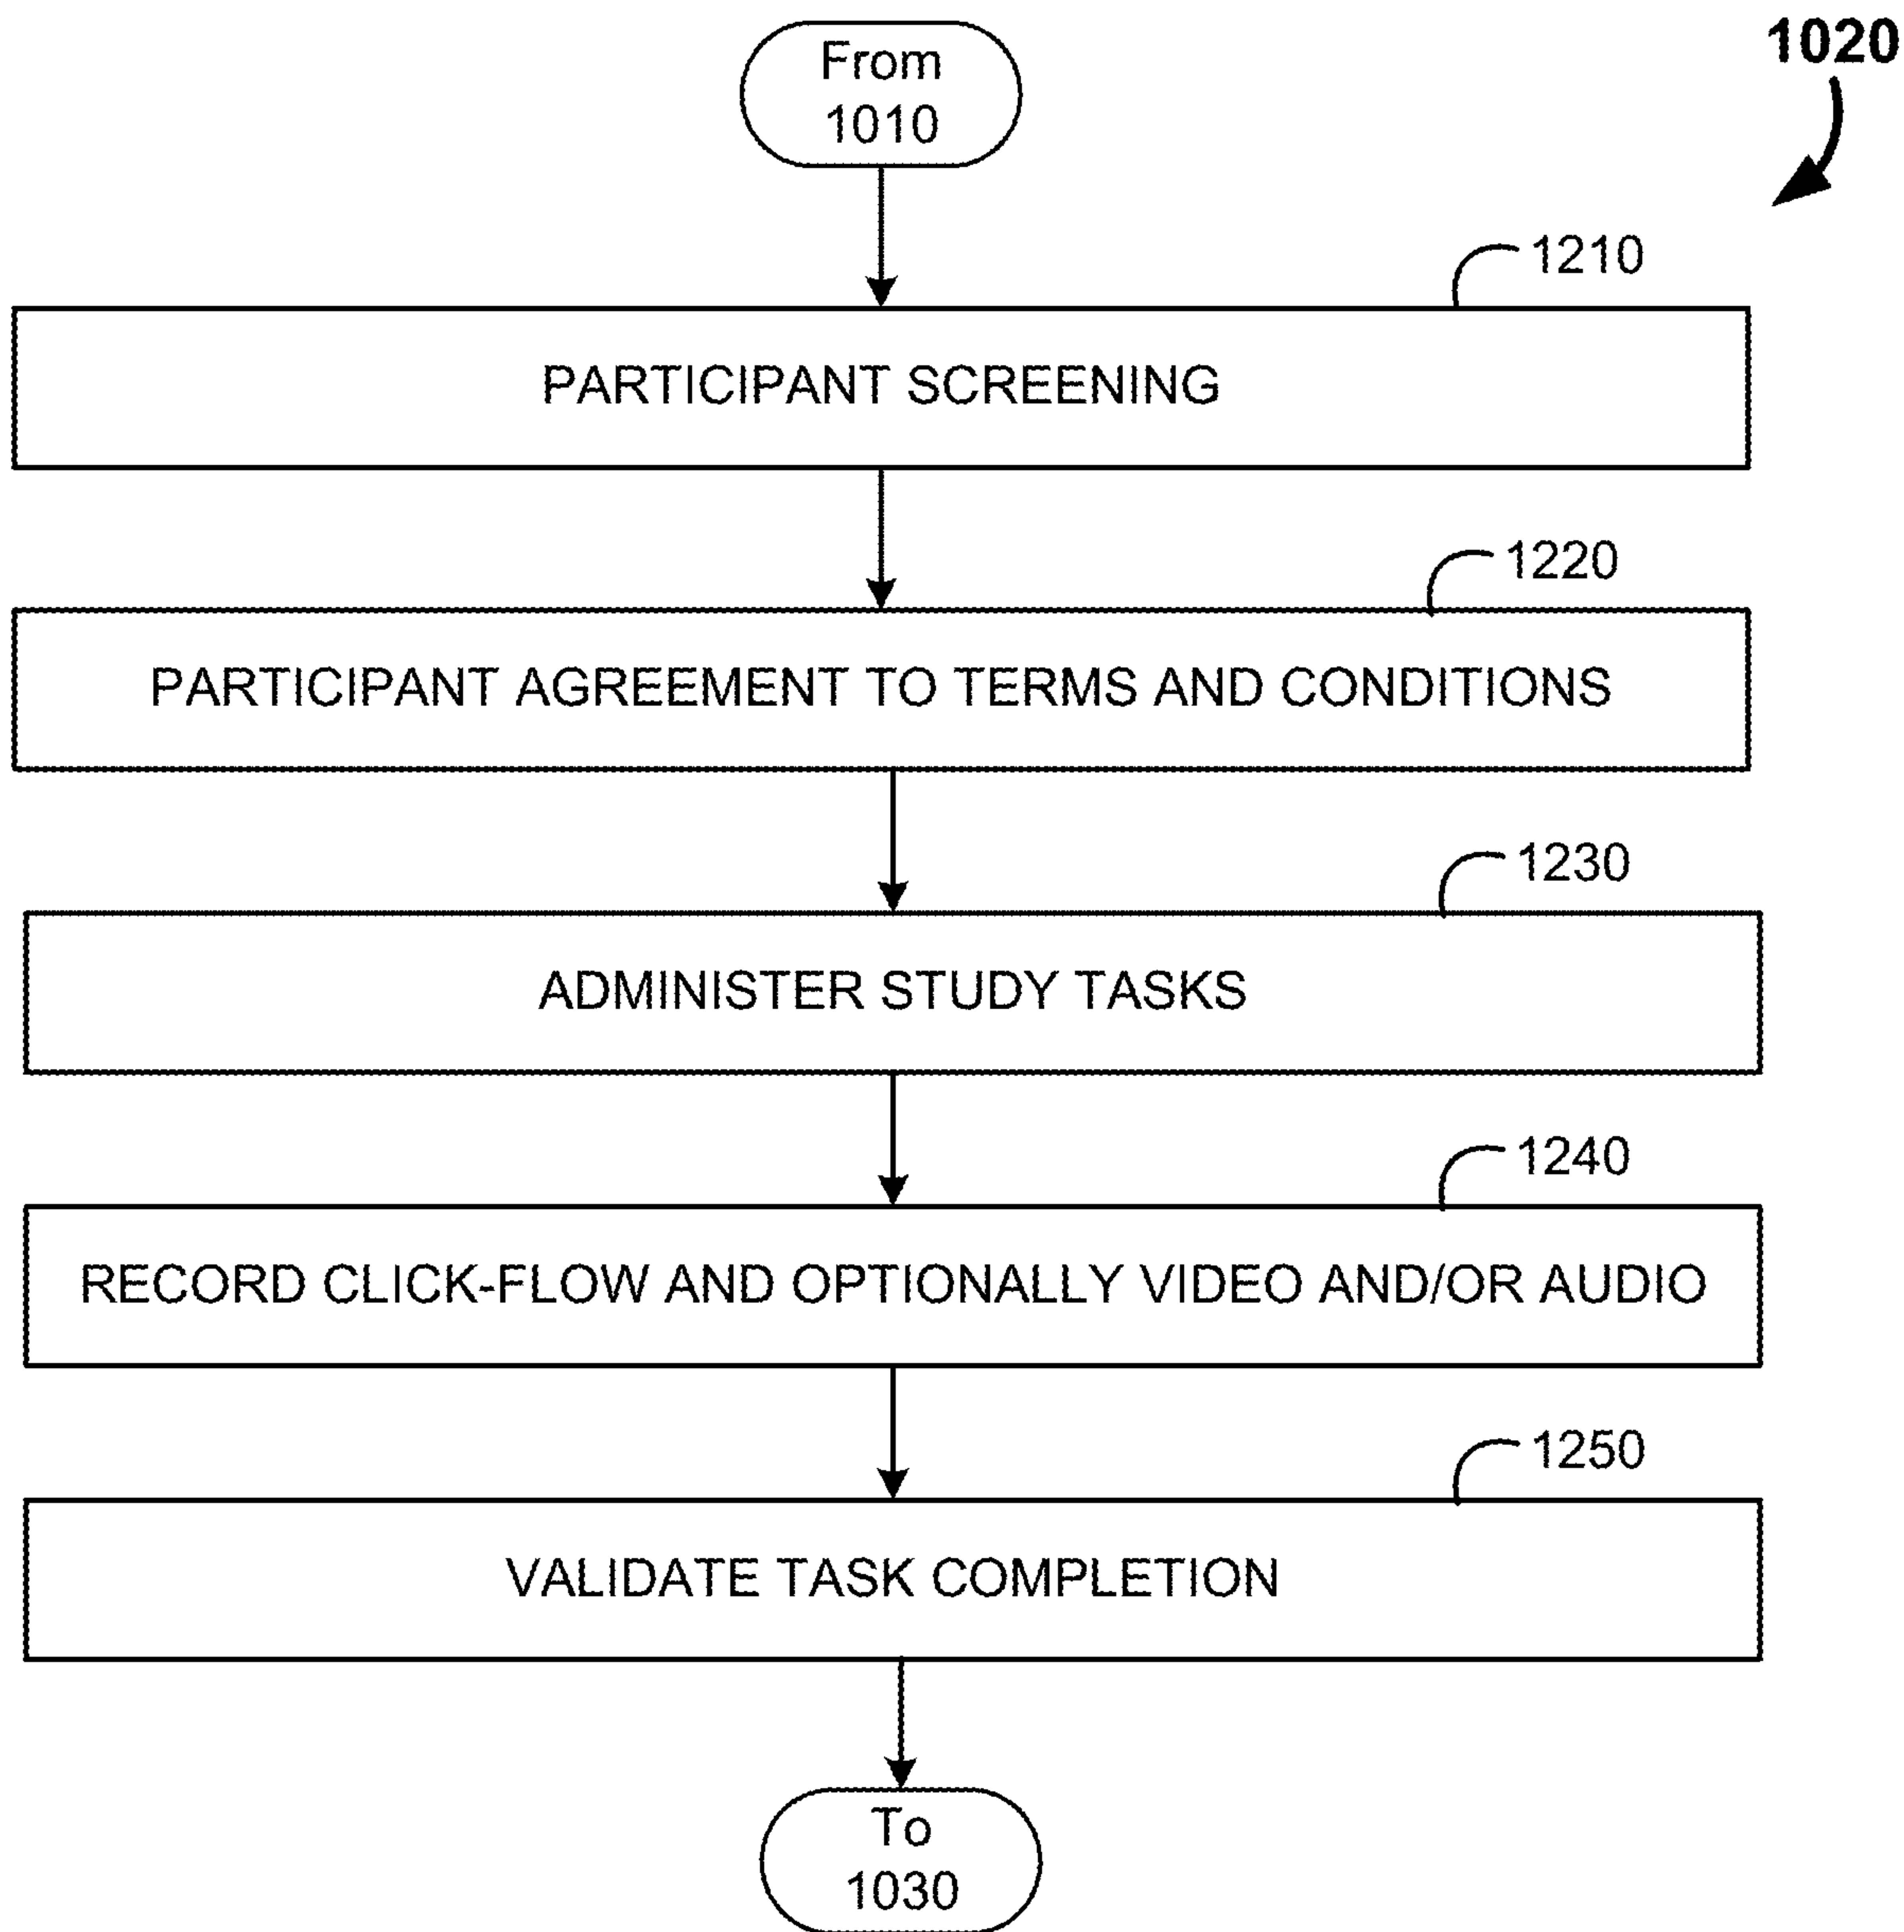 From
1010
1020
1210
PARTICIPANT SCREENING
1220
PARTICIPANT AGREEMENT TO TERMS AND CONDITIONS
1230
ADMINISTER STUDY TASKS
1240
RECORD CLICK-FLOW AND OPTIONALLY VIDEO AND/OR AUDIO
1250
VALIDATE TASK COMPLETION
To
1030